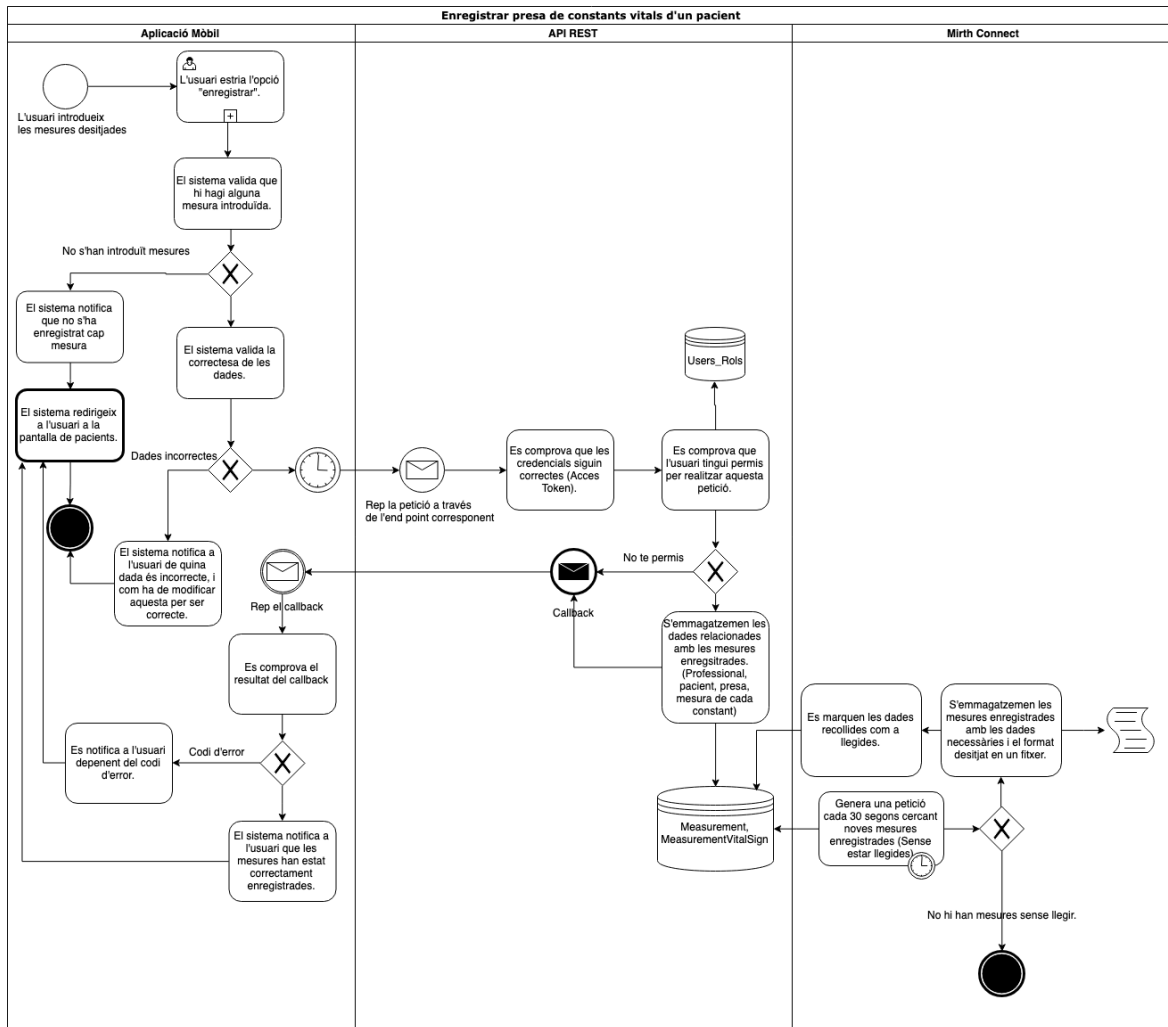 Enregistrar presa de constants vitals d'un pacient
Aplicació Mòbil
API REST
Mirth Connect
L'usuari introdueix
les mesures desitjades
L'usuari estria l'opció
"enregistrar".
El sistema valida que
hi hagi alguna
mesura introduïda.
No s'han introduït mesures
El sistema notifica
que no s'ha
enregistrat cap
mesura
El sistema valida la
correctesa de les
dades.
El sistema redirigeix
a l'usuari a la
pantalla de pacients.
Dades incorrectes
El sistema notifica a
l'usuari de quina
dada és incorrecte, i
com ha de modificar
aquesta per ser
correcte.
Rep el callback
Es comprova el
resultat del callback
Codi d'error
Es notifica a l'usuari
depenent del codi
d'error.
El sistema notifica a
l'usuari que les
mesures han estat
correctament
enregistrades.
Rep la petició a través
de l'end point corresponent
Es comprova que les
credencials siguin
correctes (Acces
Token).
Users_Rols
Es comprova que
l'usuari tingui permis
per realitzar aquesta
petició.
No te permis
Callback
S'emmagatzemen les
dades relacionades
amb les mesures
enregsitrades.
(Professional,
pacient, presa,
mesura de cada
constant)
Measurement,
MeasurementVitalSign
Es marquen les dades
recollides com a
llegides.
S'emmagatzemen les
mesures enregistrades
amb les dades
necessàries i el format
desitjat en un fitxer.
Genera una petició
cada 30 segons cercant
noves mesures
enregistrades (Sense
estar llegides)
No hi han mesures sense llegir.